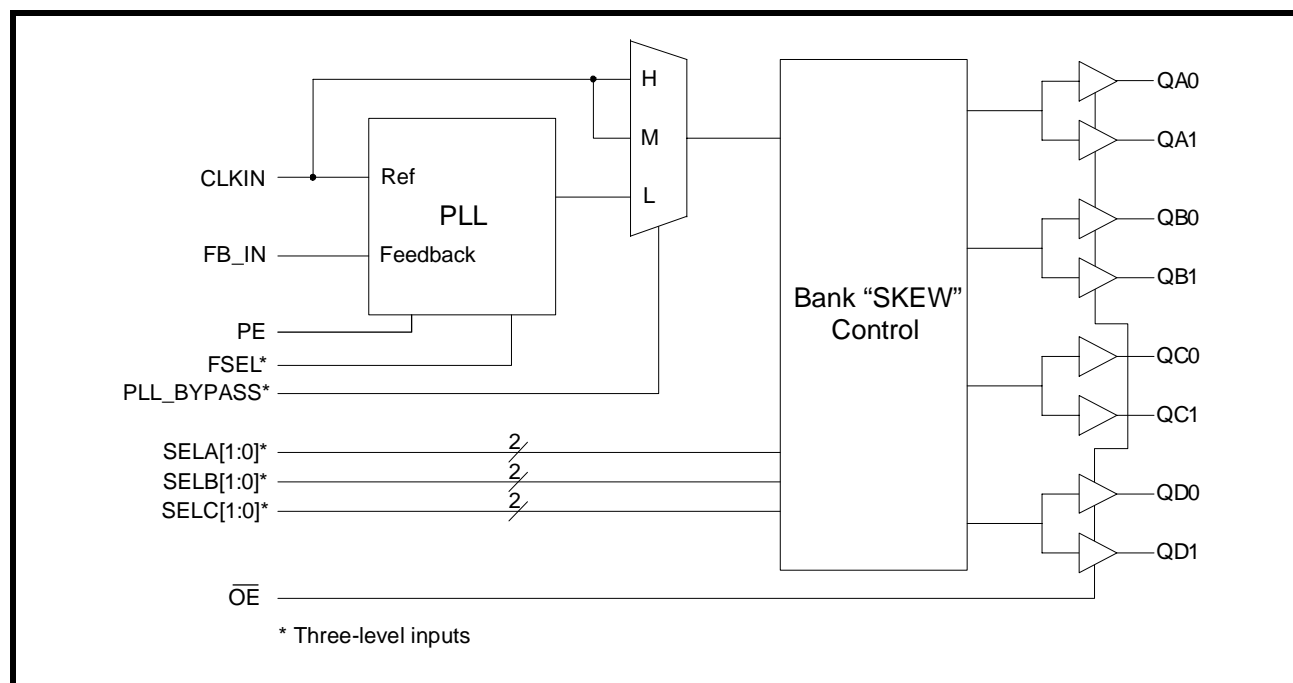 H
QA0
M
QA1
CLKIN
Ref
L
PLL
QB0
FB_IN
Feedback
QB1
Bank “SKEW”
Control
PE
QC0
FSEL*
PLL_BYPASS*
QC1
SELA[1:0]*
2
SELB[1:0]*
2
SELC[1:0]*
2
QD0
QD1
OE
* Three-level inputs